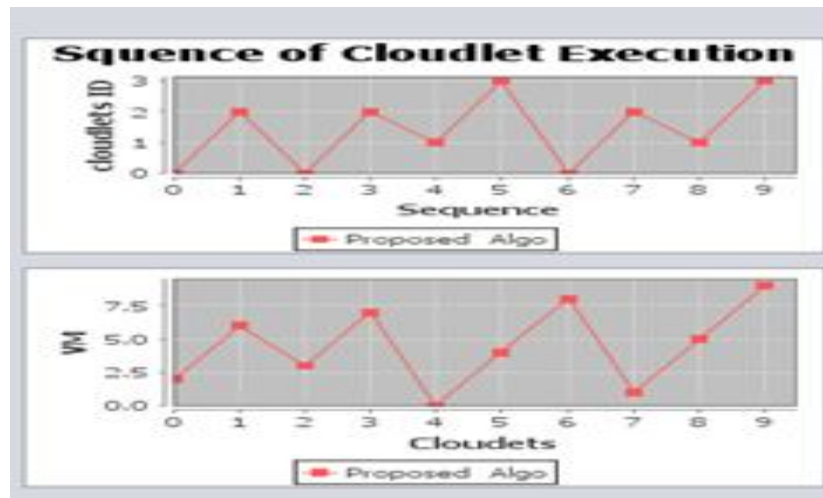 Squence of Cloudlet Execution
cloudlets ID
3
2
1
0
0 1 2 3 4 5 6 7 8 9
Sequence
Proposed Algo
VM
7.5
5.0
2.5
0.0
0 1 2 3 4 5 6 7 8 9
Cloudets
Proposed Algo